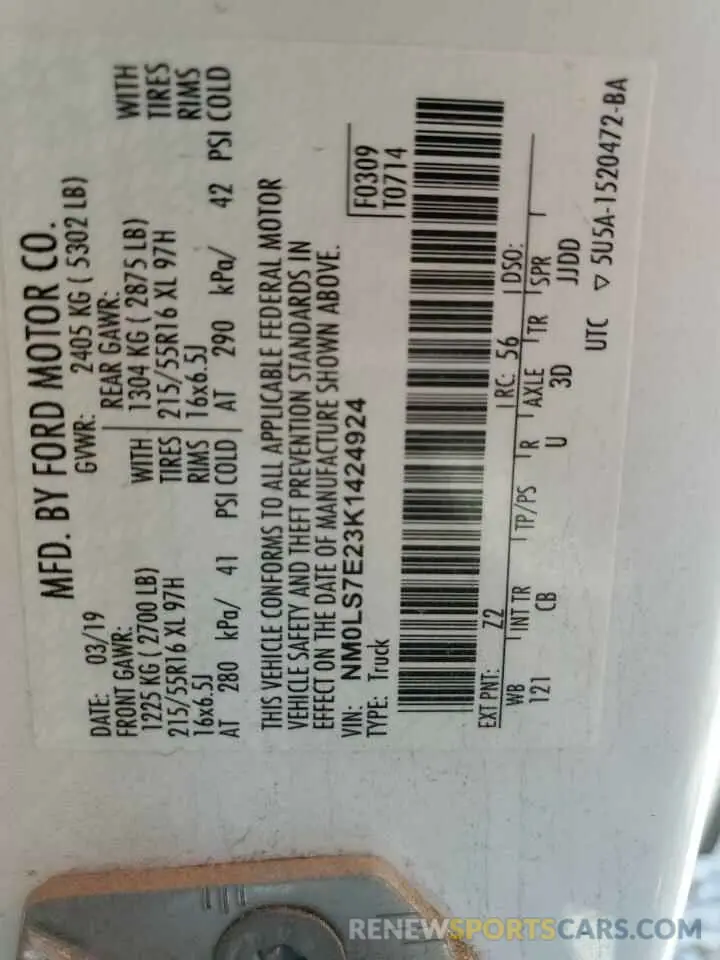 MFD. BY FORD MOTOR CO.
DATE: 03/19 GVWR: 2405 KG ( 5302 LB)
FRONT GAWR: REAR GAWR:
1225 KG ( 2700 LB) WITH 1304 KG ( 2875 LB) WITH
215/55R16 XL 97H TIRES 215/55R16 XL 97H TIRES
16x6.5J RIMS 16x6.5J RIMS
AT 280 kPa/ 41 PSI COLD AT 290 kPa/ 42 PSI COLD
THIS VEHICLE CONFORMS TO ALL APPLICABLE FEDERAL MOTOR
VEHICLE SAFETY AND THEFT PREVENTION STANDARDS IN
EFFECT ON THE DATE OF MANUFACTURE SHOWN ABOVE.
VIN: NM0LS7E23K1424924 F0309
TYPE: Truck T0714
EXT PNT: Z2 RC: 56 DSO:
WB INT TR TP/PS R AXLE TR SPR
121 CB U 3D JJDD
UTC ▽ 5U5A-1520472-BA
RENEWSPORTSCARS.COM